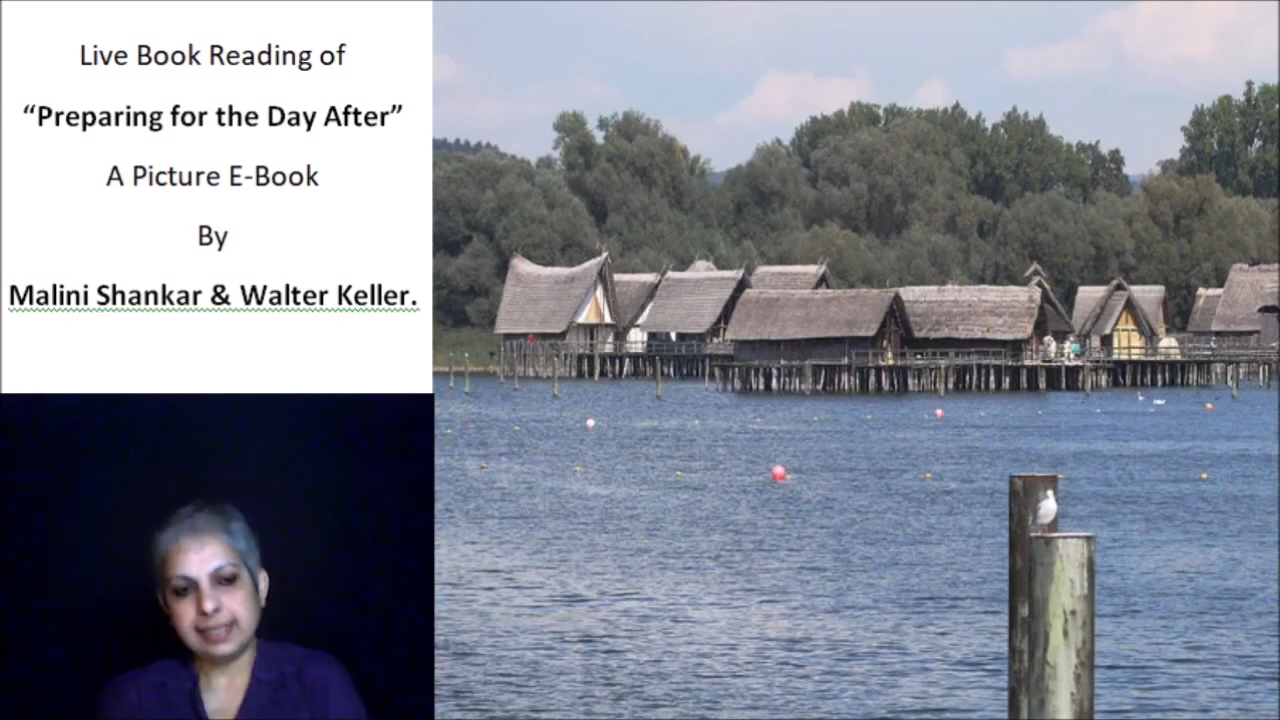 Live Book Reading of
“Preparing for the Day After”
A Picture E-Book
By
Malini Shankar & Walter Keller.